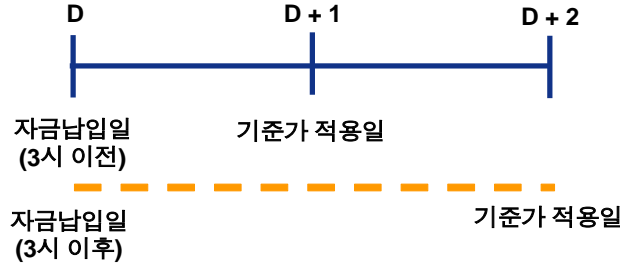 D
D + 1
D + 2
자금납입일
(3시 이전)
기준가 적용일
자금납입일
(3시 이후)
기준가 적용일